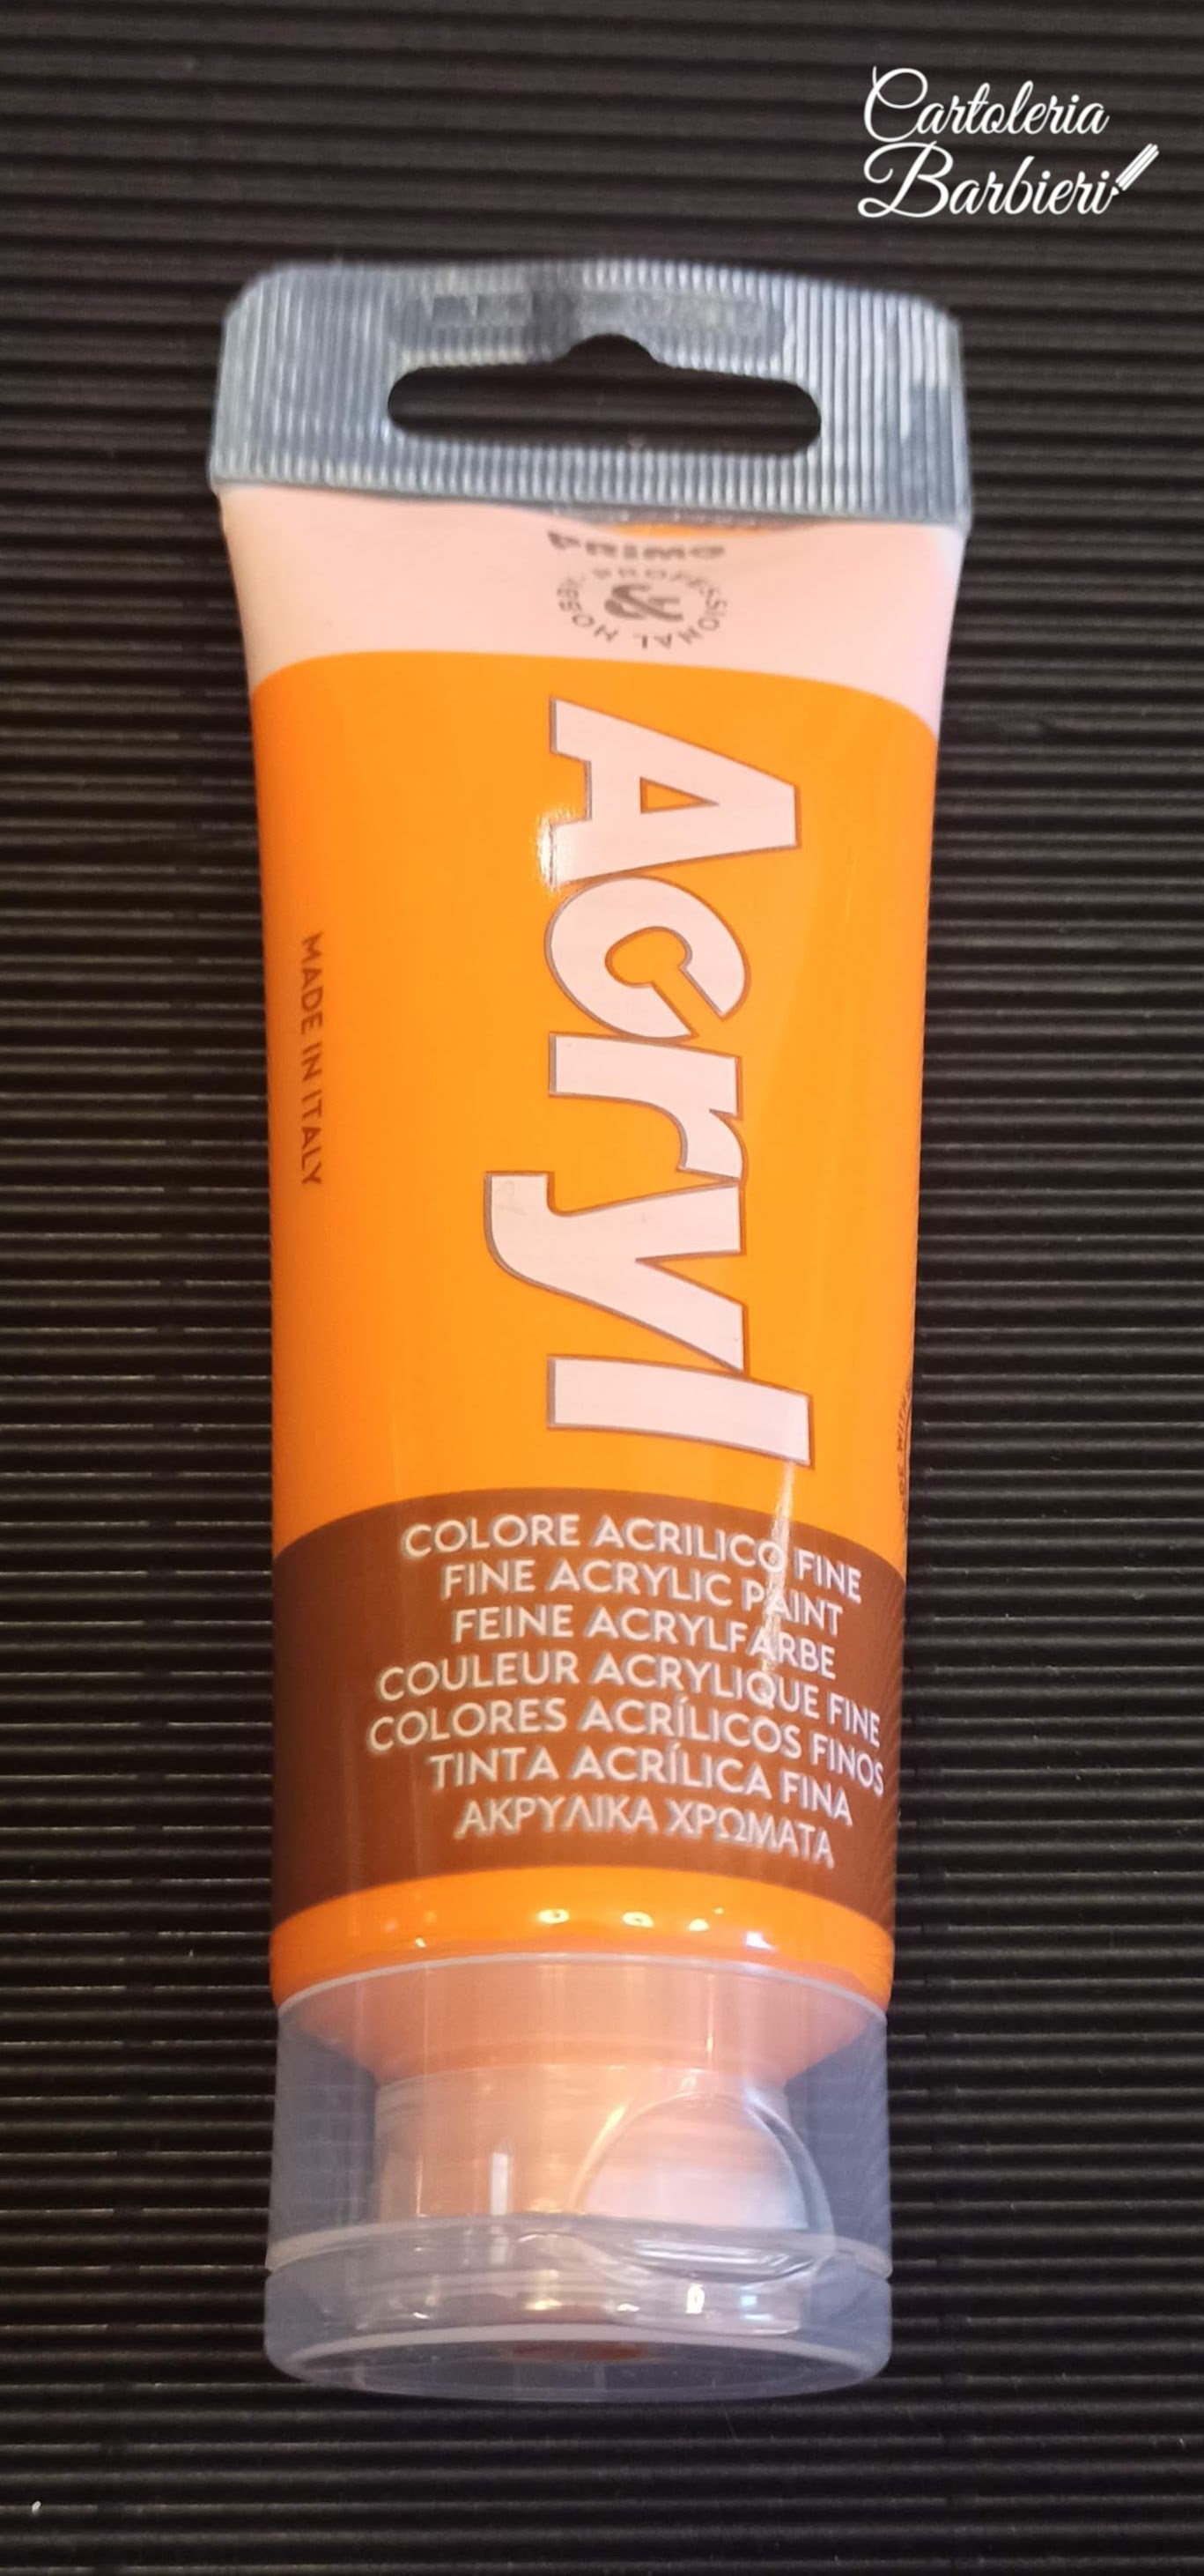 Cartoleria
Barbieri
PRIMO
HOBBY & PROFESSIONAL
Acryl
MADE IN ITALY
COLORE ACRILICO FINE
FINE ACRYLIC PAINT
FEINE ACRYLFARBE
COULEUR ACRYLIQUE FINE
COLORES ACRÍLICOS FINOS
TINTA ACRÍLICA FINA
ΑΚΡΥΛΙΚΑ ΧΡΩΜΑΤΑ